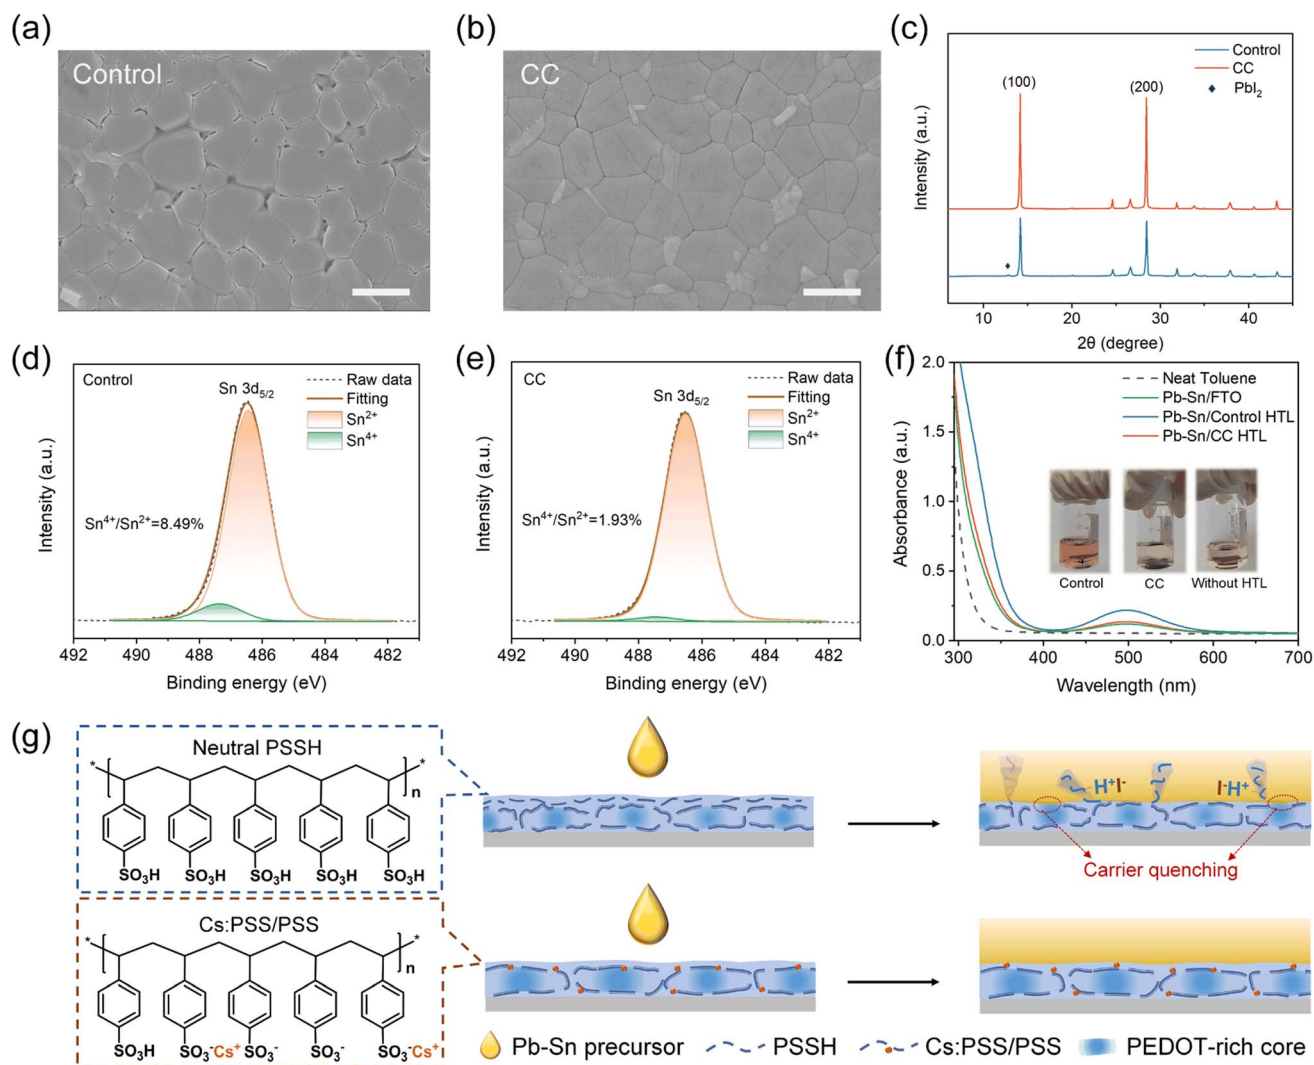 (a)
Control
(b)
CC
(c)
Control
CC
PbI₂
(100)
(200)
Intensity (a.u.)
10 20 30 40
2θ (degree)
(d)
Control
Sn 3d₅/₂
Raw data
Fitting
Sn²⁺
Sn⁴⁺
Sn⁴⁺/Sn²⁺=8.49%
Intensity (a.u.)
492 490 488 486 484 482
Binding energy (eV)
(e)
CC
Sn 3d₅/₂
Raw data
Fitting
Sn²⁺
Sn⁴⁺
Sn⁴⁺/Sn²⁺=1.93%
Intensity (a.u.)
492 490 488 486 484 482
Binding energy (eV)
(f)
2.0
1.5
1.0
0.5
0.0
Absorbance (a.u.)
Neat Toluene
Pb-Sn/FTO
Pb-Sn/Control HTL
Pb-Sn/CC HTL
Control CC Without HTL
300 400 500 600 700
Wavelength (nm)
(g)
Neutral PSSH
* * n
SO₃H SO₃H SO₃H SO₃H SO₃H
H⁺I⁻ I⁻H⁺
Carrier quenching
Cs:PSS/PSS
* * n
SO₃H SO₃⁻Cs⁺ SO₃⁻ SO₃⁻ SO₃⁻Cs⁺
Pb-Sn precursor PSSH Cs:PSS/PSS PEDOT-rich core